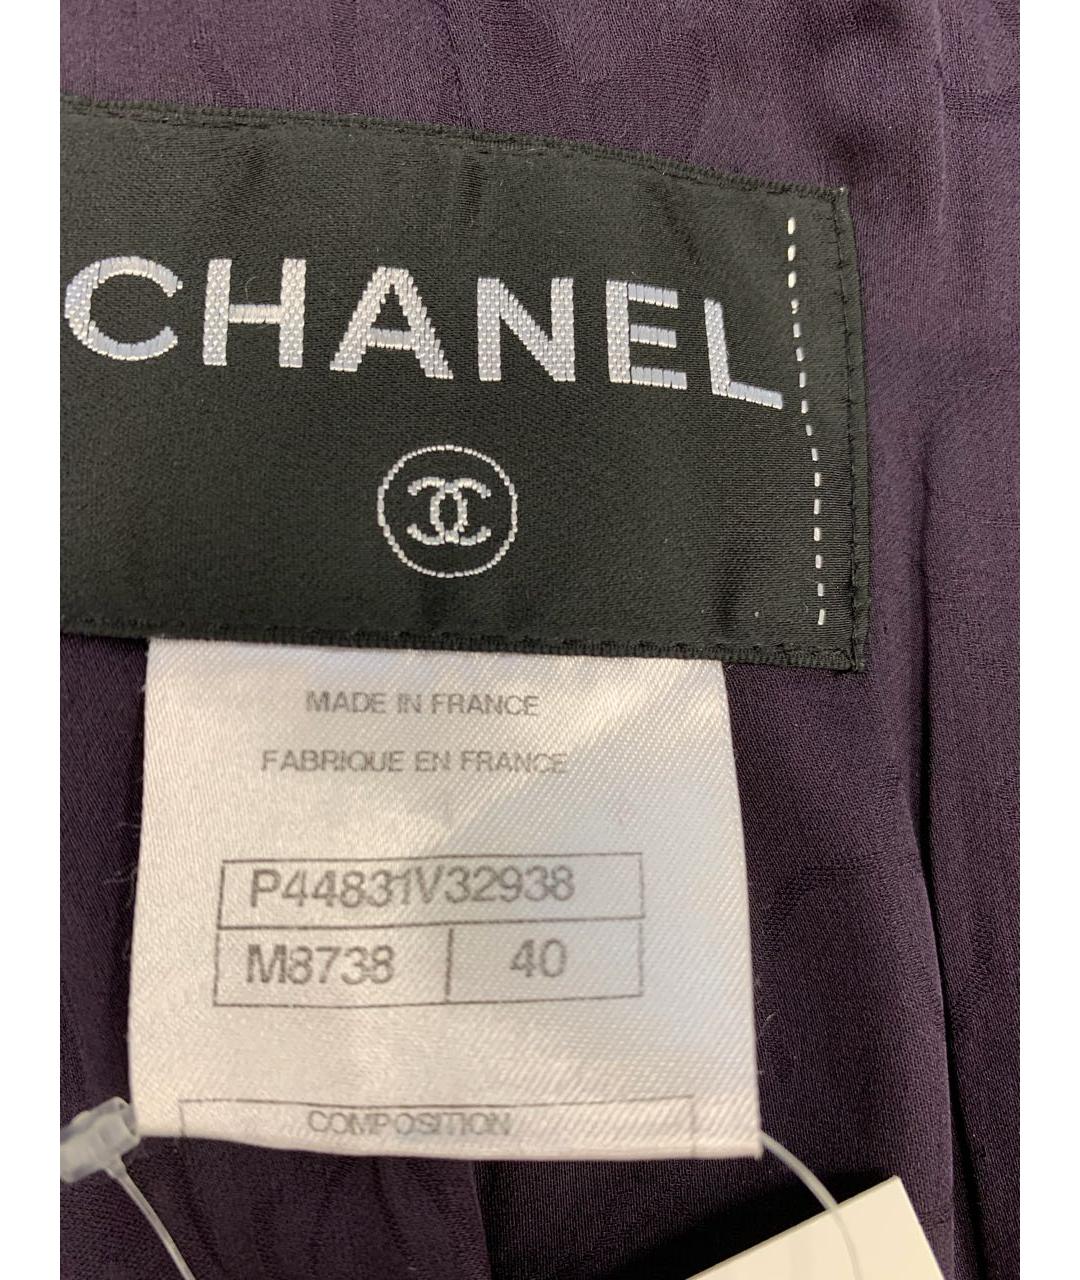 CHANEL
MADE IN FRANCE
FABRIQUE EN FRANCE
P44831V32938
M8738 40
COMPOSITION